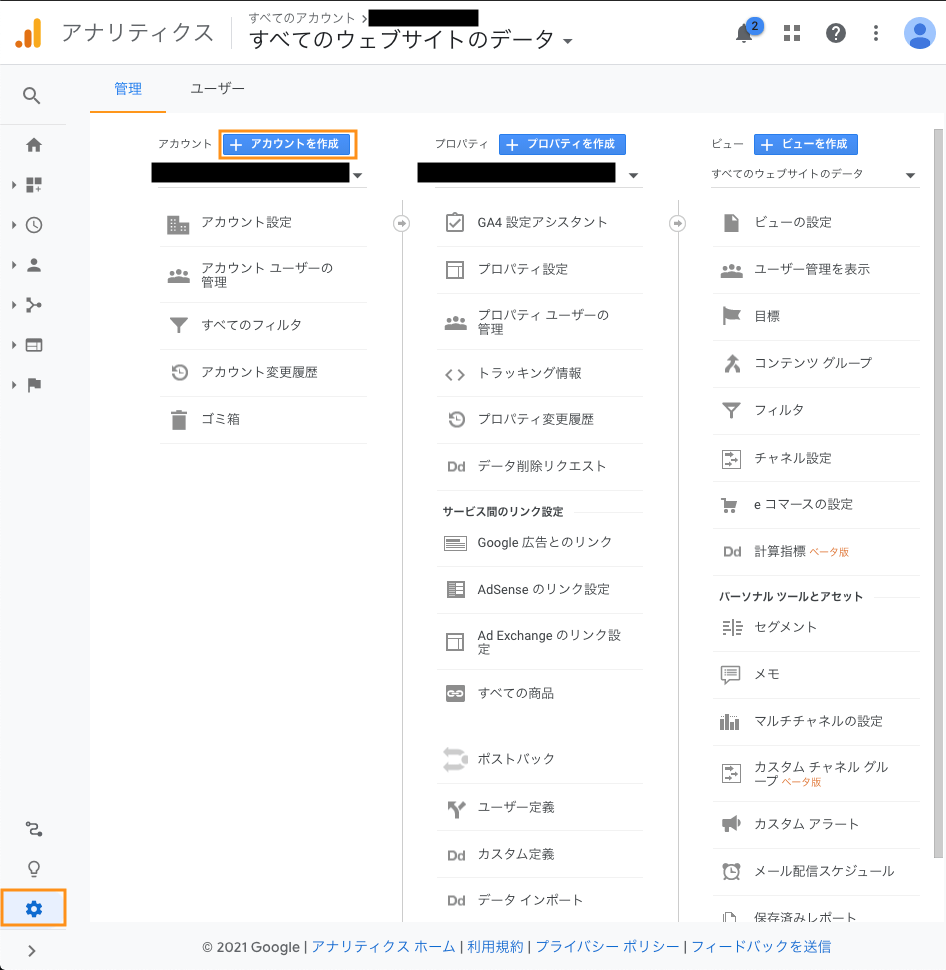 アナリティクス
すべてのアカウント >
すべてのウェブサイトのデータ
2
管理
ユーザー
アカウント
+ アカウントを作成
アカウント設定
アカウント ユーザーの
管理
すべてのフィルタ
アカウント変更履歴
ゴミ箱
プロパティ
+ プロパティを作成
GA4 設定アシスタント
プロパティ設定
プロパティ ユーザーの
管理
トラッキング情報
プロパティ変更履歴
Dd データ削除リクエスト
サービス間のリンク設定
Google 広告とのリンク
AdSense のリンク設定
Ad Exchange のリンク設
定
すべての商品
ポストバック
ユーザー定義
Dd カスタム定義
Dd データ インポート
ビュー
+ ビューを作成
すべてのウェブサイトのデータ
ビューの設定
ユーザー管理を表示
目標
コンテンツ グループ
フィルタ
チャネル設定
e コマースの設定
Dd 計算指標 ベータ版
パーソナル ツールとアセット
セグメント
メモ
マルチチャネルの設定
カスタム チャネル グル
ープ ベータ版
カスタム アラート
メール配信スケジュール
保存済みレポート
© 2021 Google | アナリティクス ホーム | 利用規約 | プライバシー ポリシー | フィードバックを送信